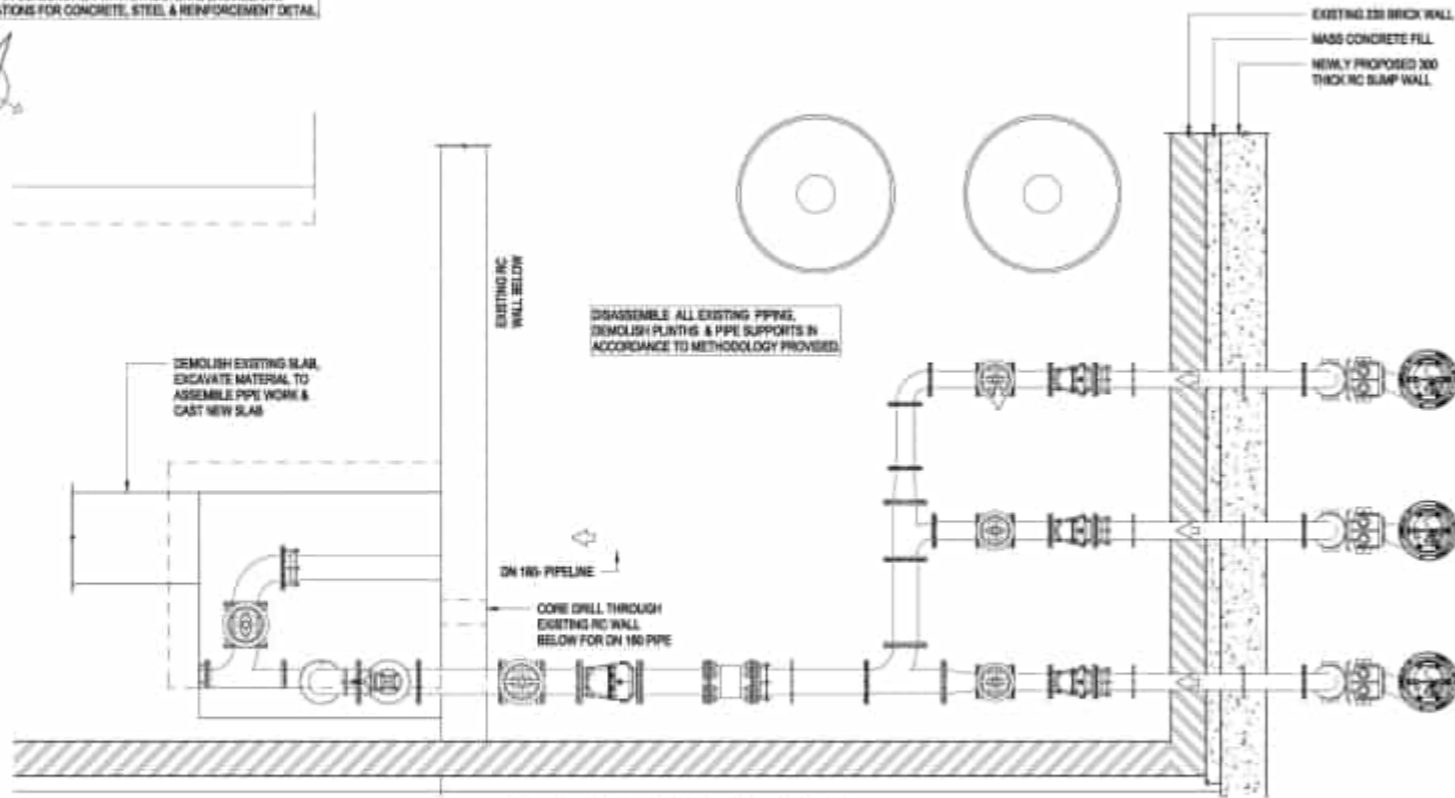 ATIONS FOR CONCRETE, STEEL & REINFORCEMENT DETAIL
EXISTING 230 BRICK WALL
MASS CONCRETE FILL
NEWLY PROPOSED 300
THICK RC SUMP WALL
EXISTING RC
WALL BELOW
DISASSEMBLE ALL EXISTING PIPING,
DEMOLISH PLINTHS & PIPE SUPPORTS IN
ACCORDANCE TO METHODOLOGY PROVIDED.
DEMOLISH EXISTING SLAB,
EXCAVATE MATERIAL TO
ASSEMBLE PIPE WORK &
CAST NEW SLAB
DN 160- PIPELINE
CORE DRILL THROUGH
EXISTING RC WALL
BELOW FOR DN 160 PIPE